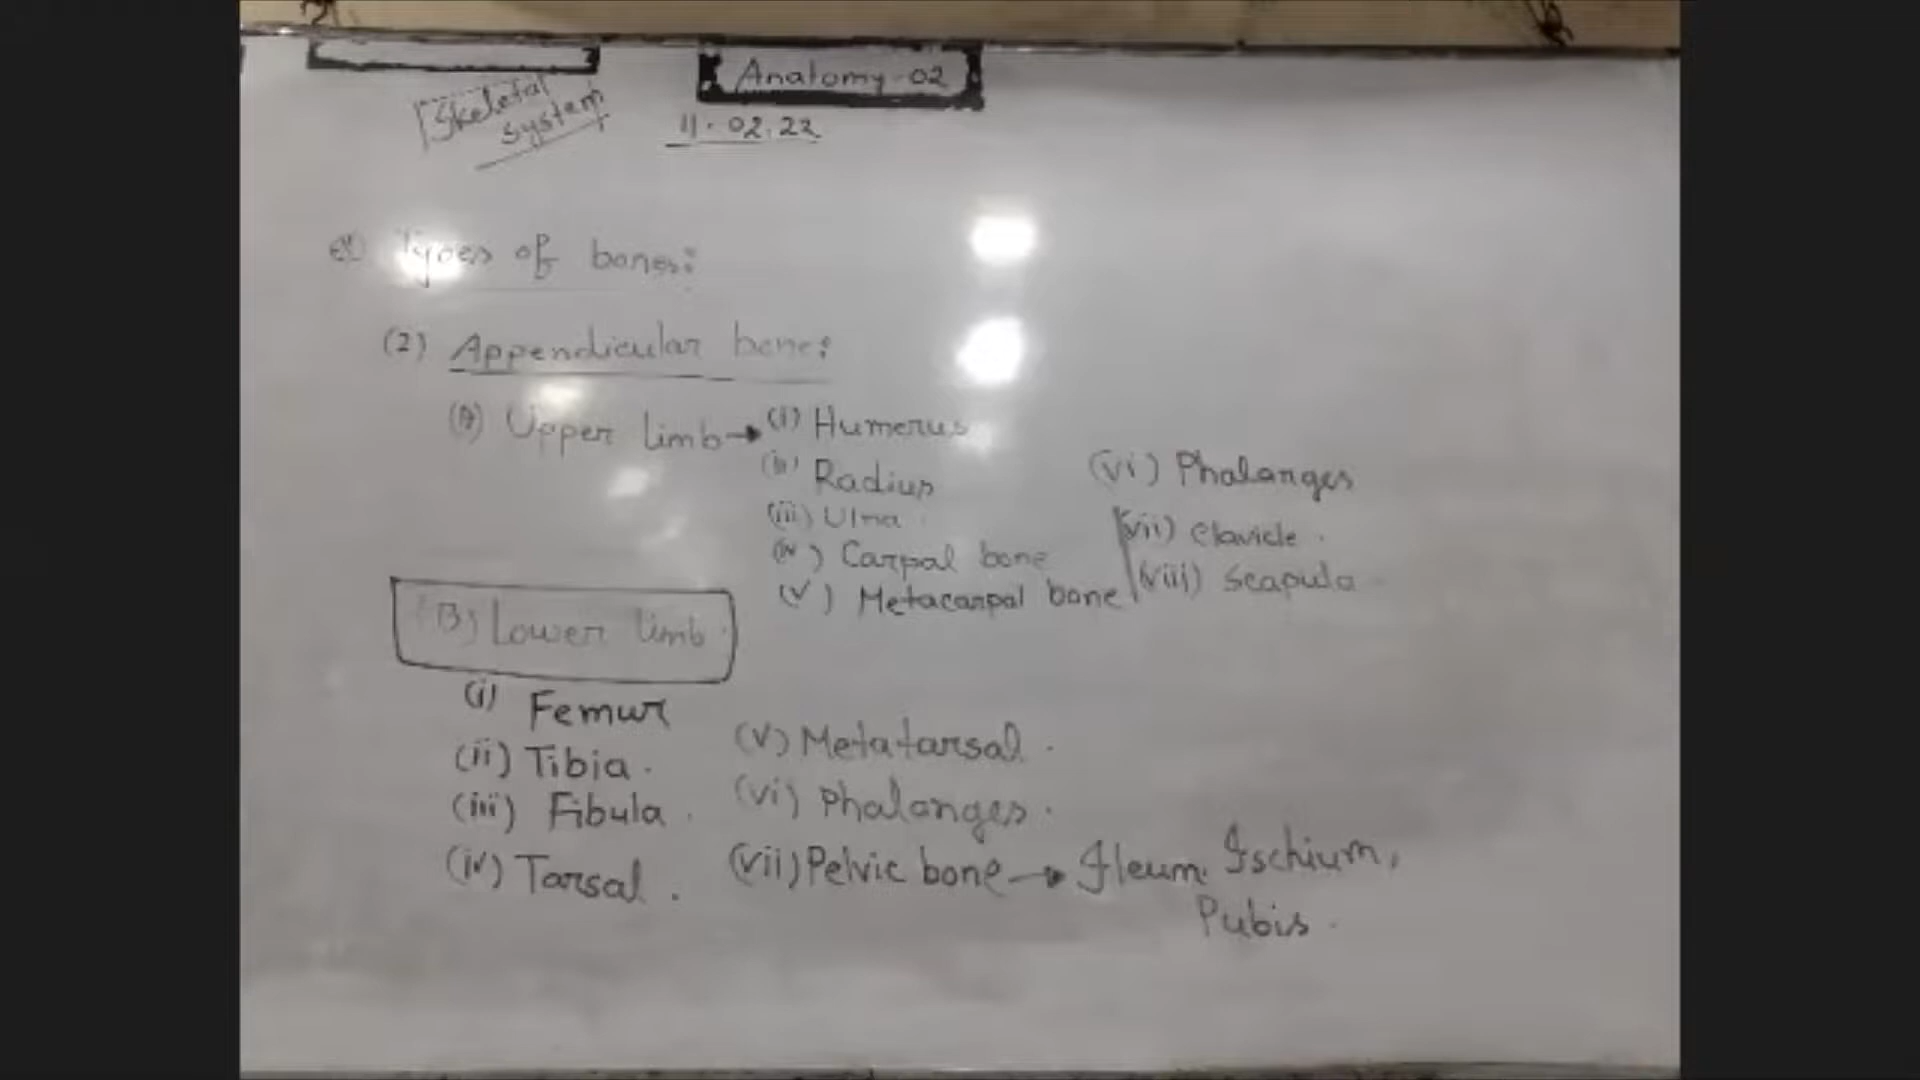 Anatomy-02
Skeletal
system
11.02.22
Types of bones:
(2) Appendicular bone:
(A) Upper limb → (i) Humerus
(ii) Radius
(iii) Ulna
(iv) Carpal bone
(v) Metacarpal bone
(vi) Phalanges
(vii) Clavicle.
(viii) Scapula
(B) Lower limb
(i) Femur
(ii) Tibia.
(iii) Fibula.
(iv) Tarsal.
(v) Metatarsal.
(vi) Phalanges.
(vii) Pelvic bone → Ileum, Ischium,
Pubis.